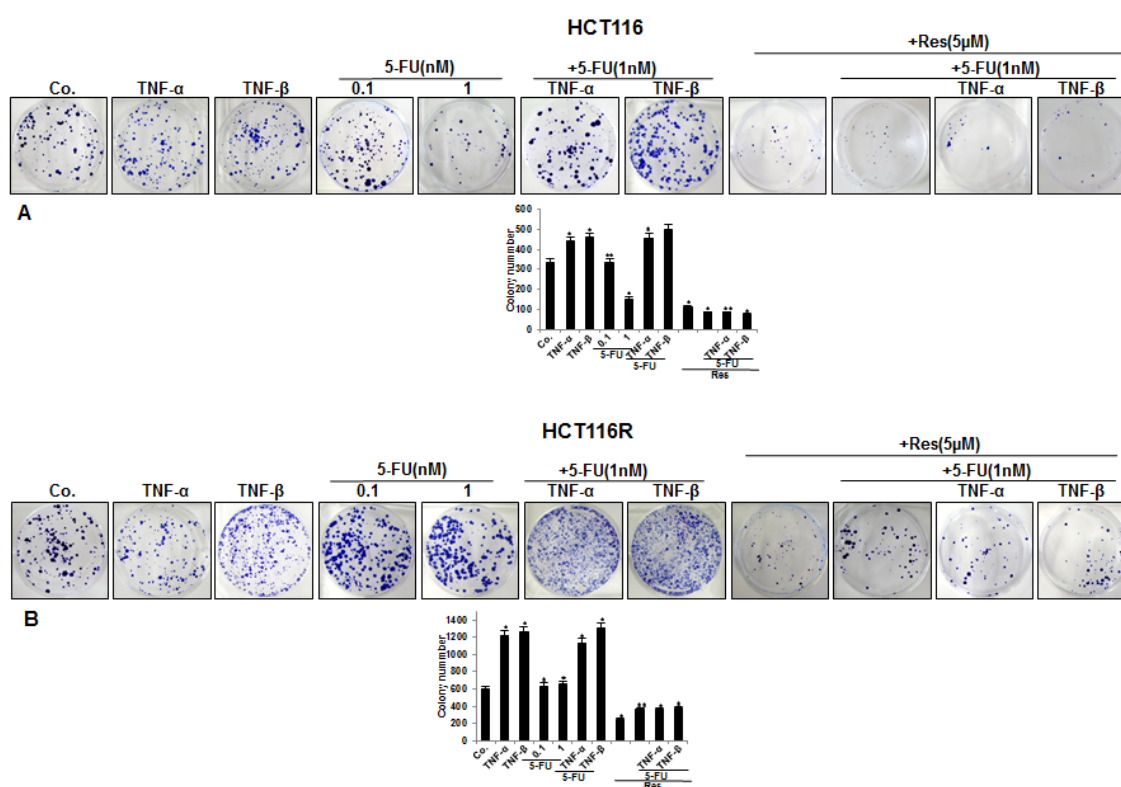 HCT116
+Res(5μM)
5-FU(nM) +5-FU(1nM) +5-FU(1nM)
Co. TNF-α TNF-β 0.1 1 TNF-α TNF-β TNF-α TNF-β
A
Colony nummber
600
500
400
300
200
100
0
* * ** * * * * ** *
Co. TNF-α TNF-β 0.1 1 TNF-α TNF-β TNF-α TNF-β
5-FU 5-FU 5-FU
Res
HCT116R
+Res(5μM)
5-FU(nM) +5-FU(1nM) +5-FU(1nM)
Co. TNF-α TNF-β 0.1 1 TNF-α TNF-β TNF-α TNF-β
B
Colony nummber
1400
1200
1000
800
600
400
200
0
* * * * * * * ** * *
Co. TNF-α TNF-β 0.1 1 TNF-α TNF-β TNF-α TNF-β
5-FU 5-FU 5-FU
Res